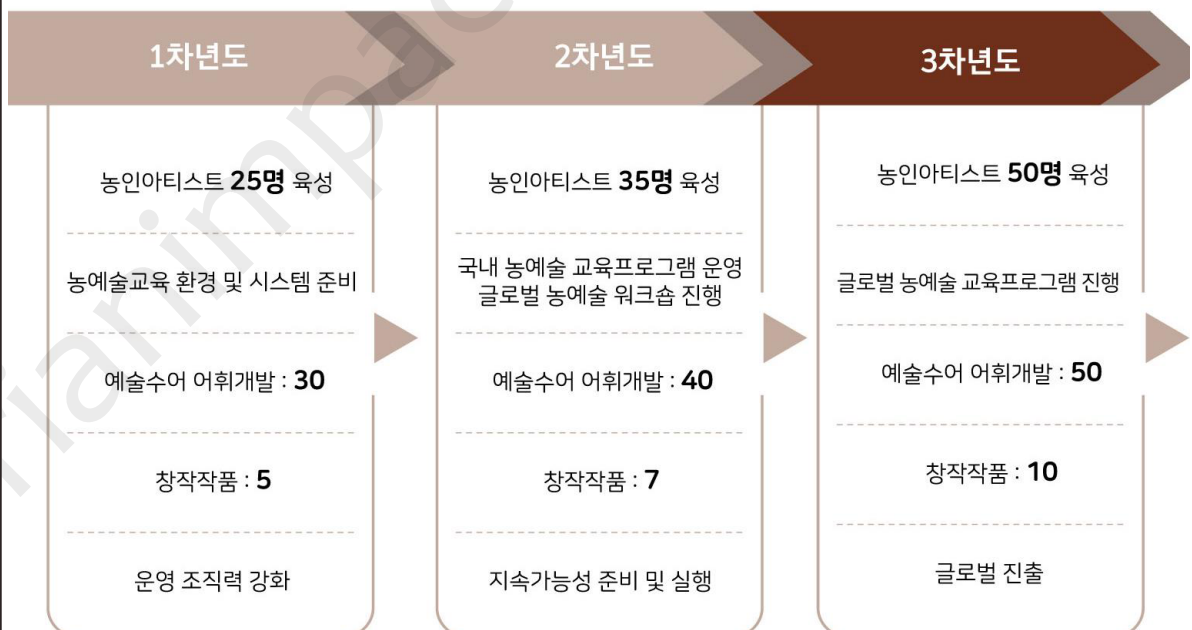 1차년도
농인아티스트 25명 육성
농예술교육 환경 및 시스템 준비
예술수어 어휘개발 : 30
창작작품 : 5
운영 조직력 강화
2차년도
농인아티스트 35명 육성
국내 농예술 교육프로그램 운영
글로벌 농예술 워크숍 진행
예술수어 어휘개발 : 40
창작작품 : 7
지속가능성 준비 및 실행
3차년도
농인아티스트 50명 육성
글로벌 농예술 교육프로그램 진행
예술수어 어휘개발 : 50
창작작품 : 10
글로벌 진출